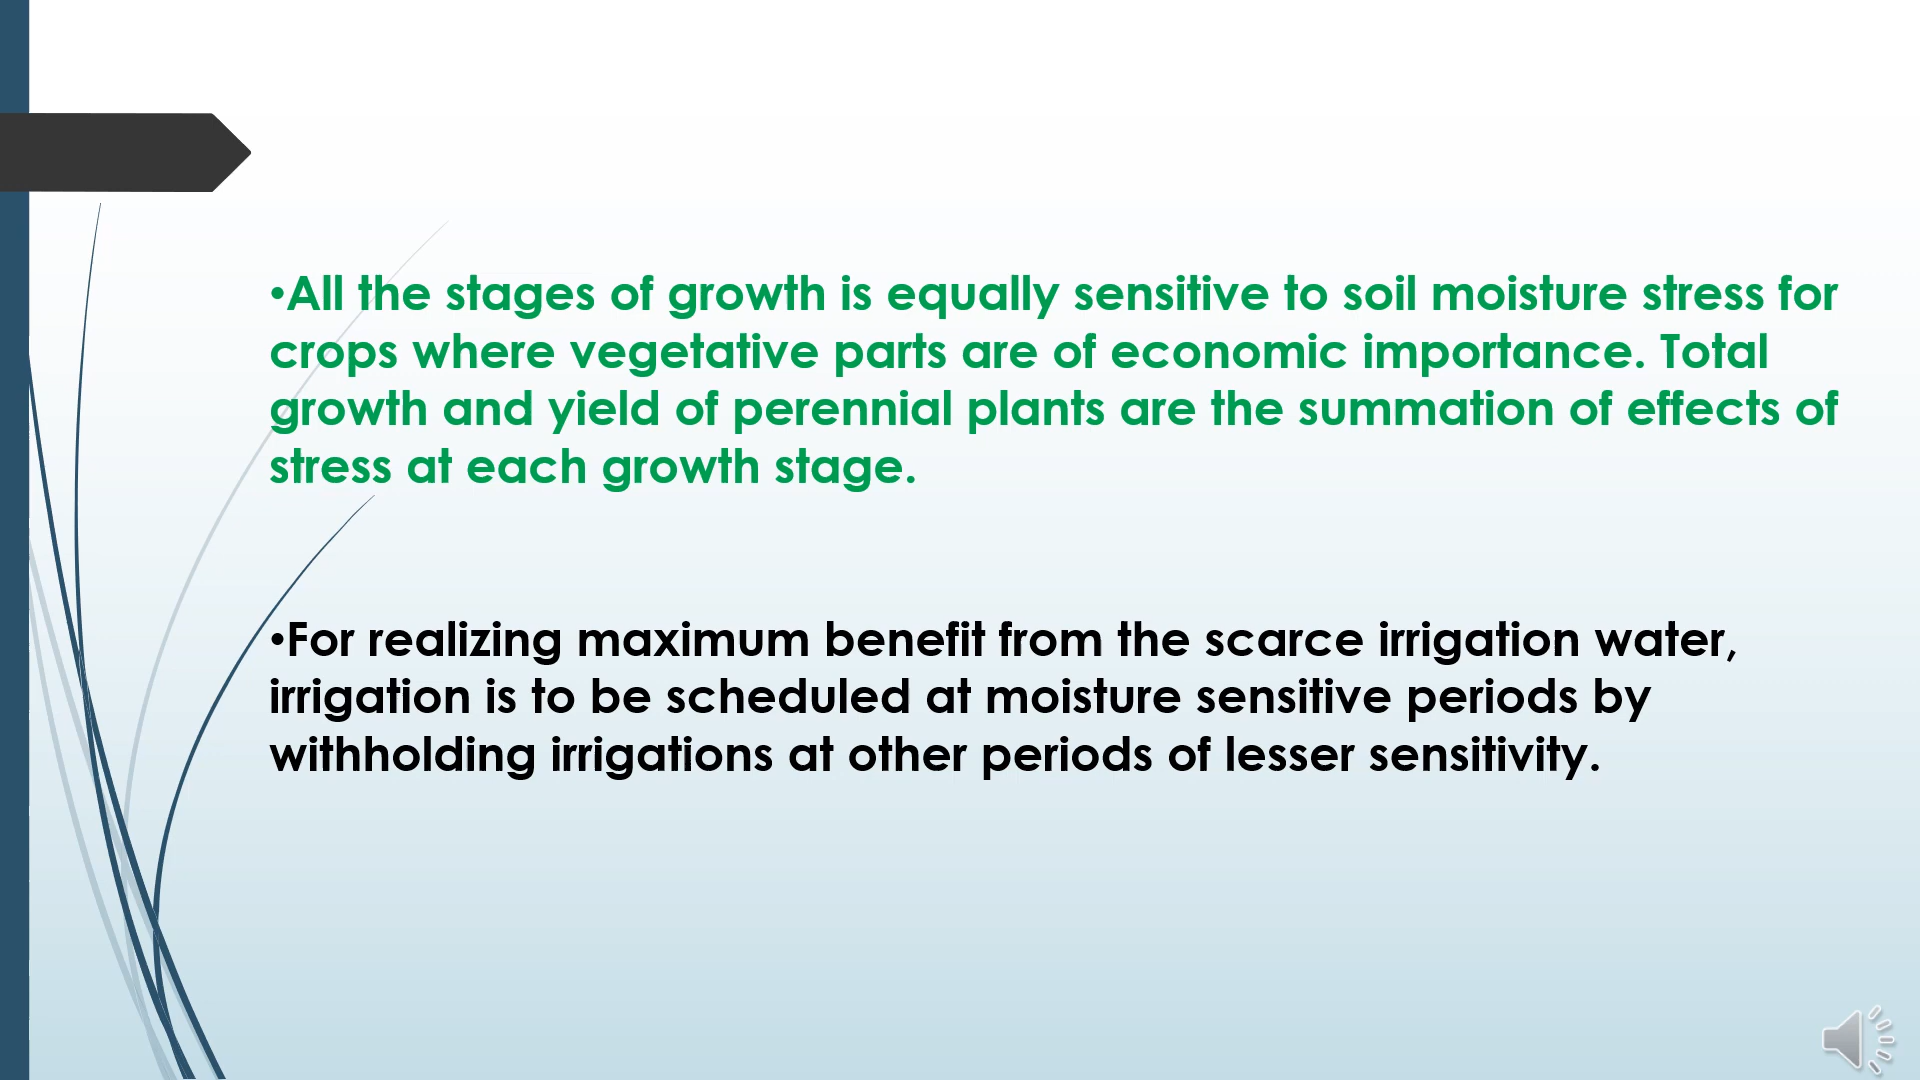 •All the stages of growth is equally sensitive to soil moisture stress for
crops where vegetative parts are of economic importance. Total
growth and yield of perennial plants are the summation of effects of
stress at each growth stage.
•For realizing maximum benefit from the scarce irrigation water,
irrigation is to be scheduled at moisture sensitive periods by
withholding irrigations at other periods of lesser sensitivity.